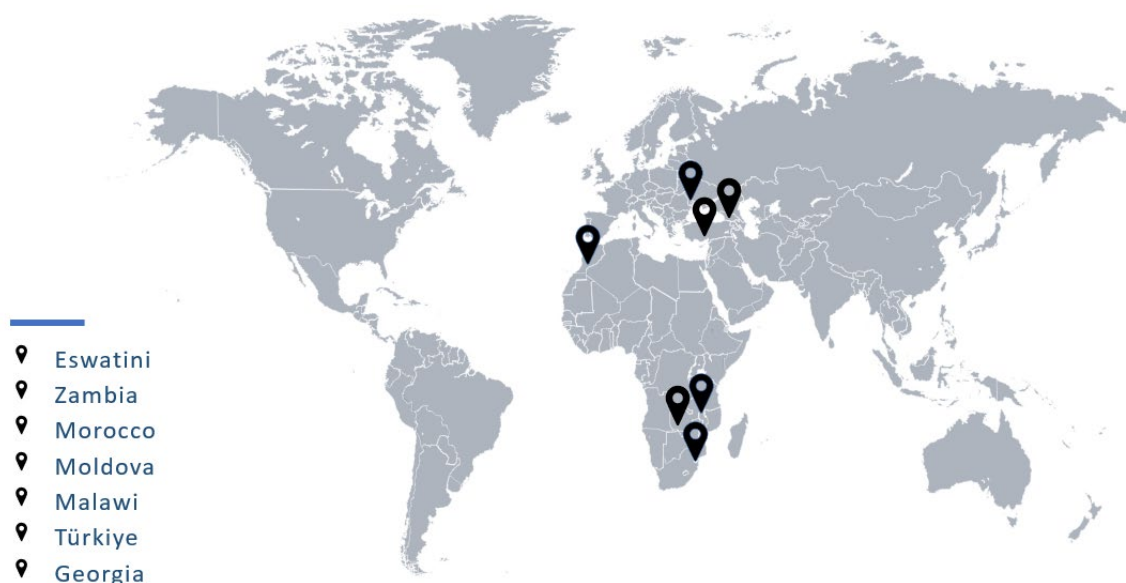 Eswatini
Zambia
Morocco
Moldova
Malawi
Türkiye
Georgia